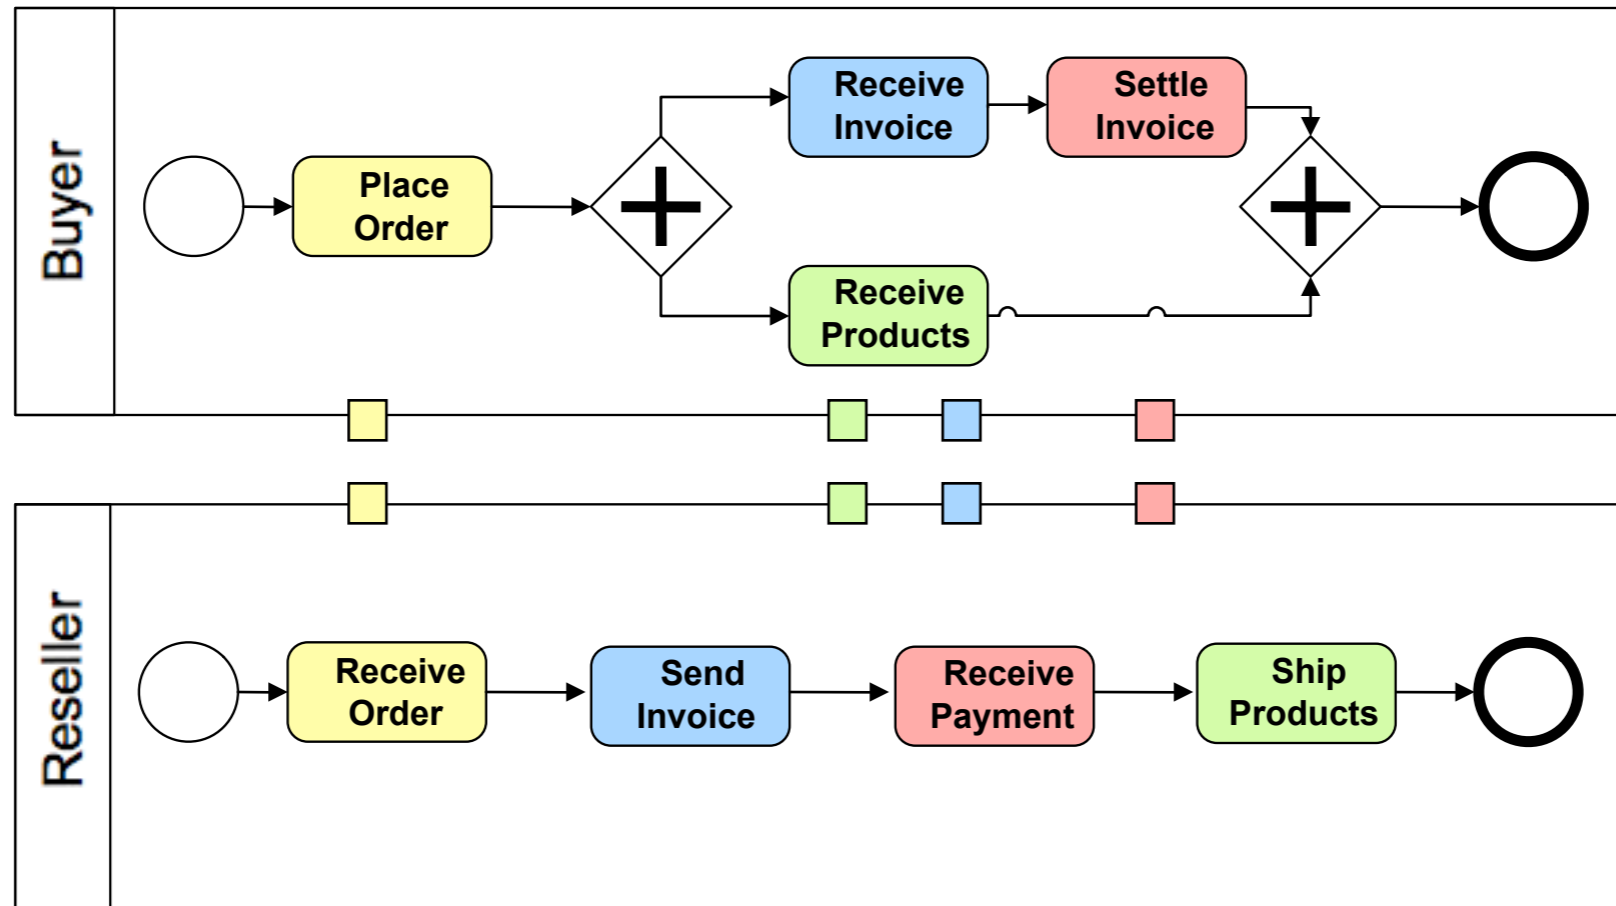 Buyer
Place
Order
Receive
Invoice
Settle
Invoice
Receive
Products
Reseller
Receive
Order
Send
Invoice
Receive
Payment
Ship
Products